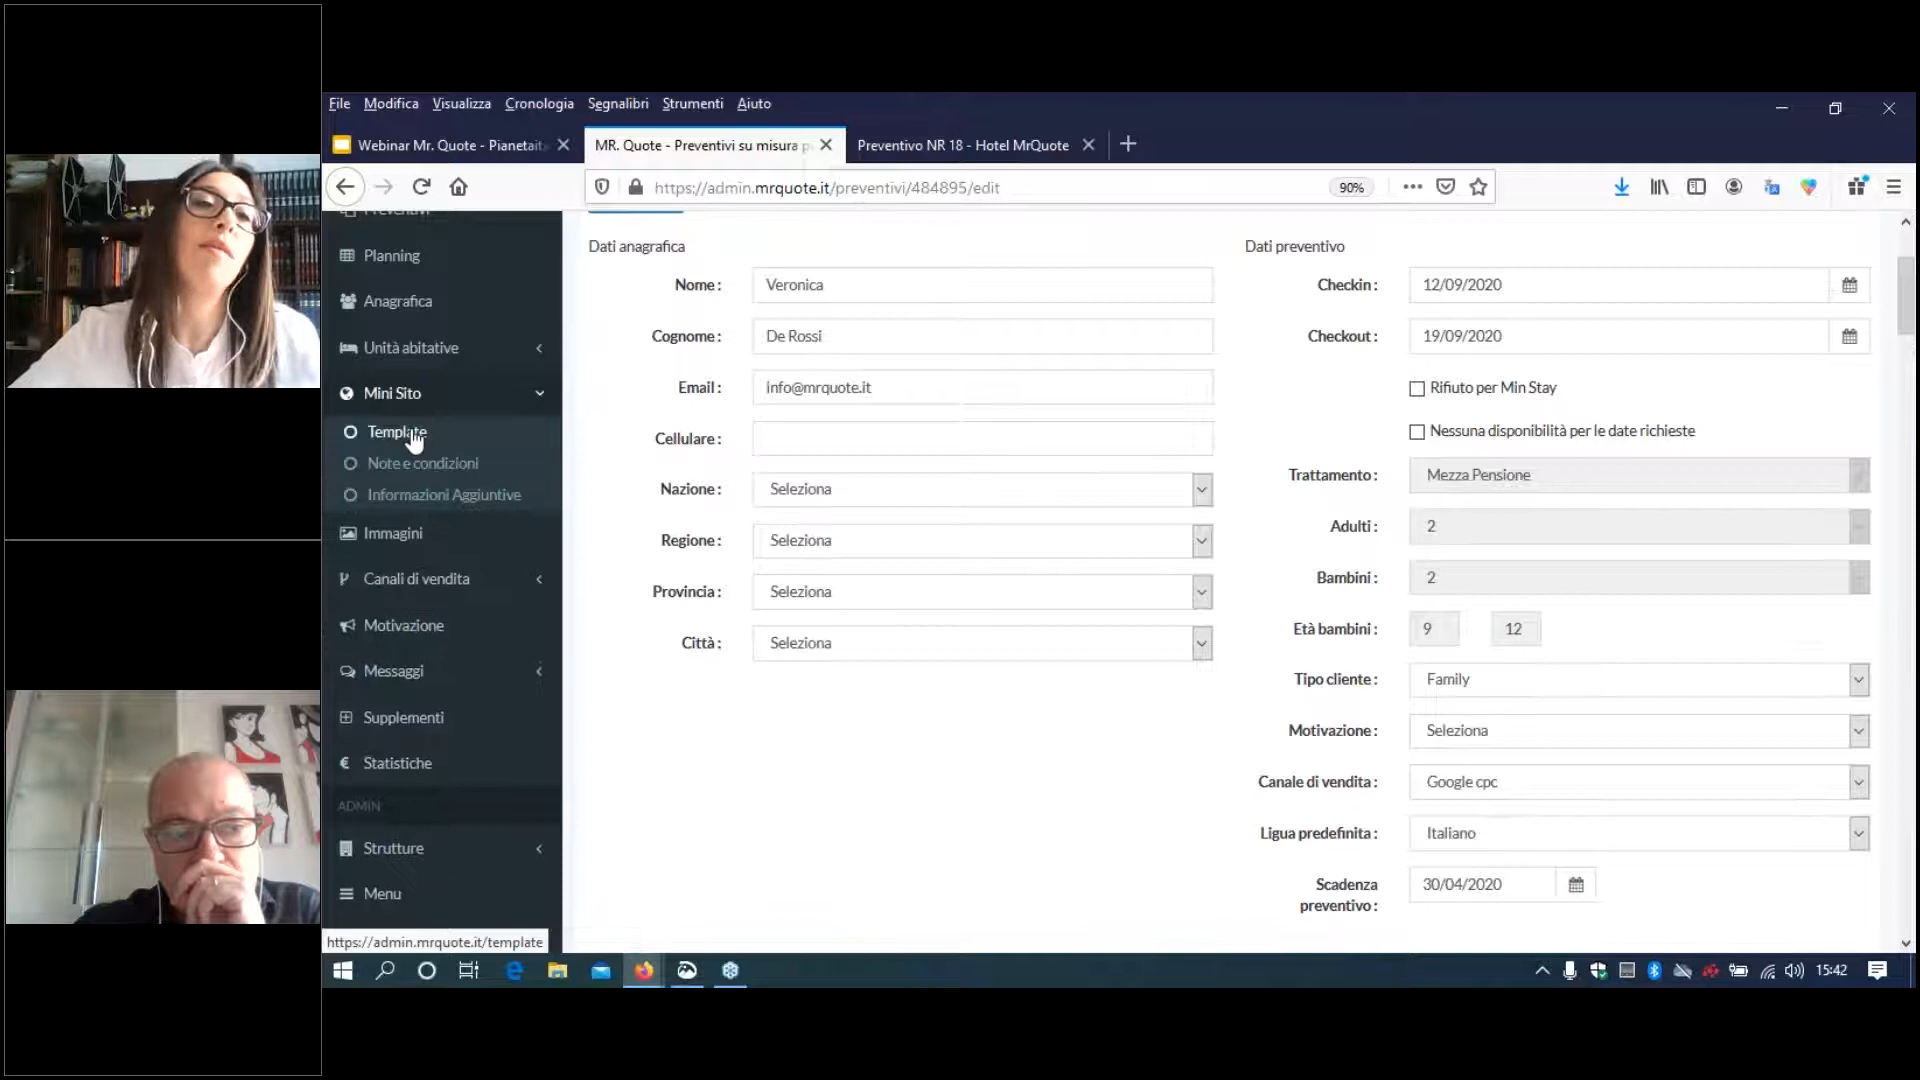 File Modifica Visualizza Cronologia Segnalibri Strumenti Aiuto
Webinar Mr. Quote - Pianetait
MR. Quote - Preventivi su misura p
Preventivo NR 18 - Hotel MrQuote
https://admin.mrquote.it/preventivi/484895/edit
90%
Preventivi
Planning
Anagrafica
Unità abitative
Mini Sito
Template
Note e condizioni
Informazioni Aggiuntive
Immagini
Canali di vendita
Motivazione
Messaggi
Supplementi
Statistiche
ADMIN
Strutture
Menu
https://admin.mrquote.it/template
Dati anagrafica
Nome : Veronica
Cognome : De Rossi
Email : info@mrquote.it
Cellulare :
Nazione : Seleziona
Regione : Seleziona
Provincia : Seleziona
Città : Seleziona
Dati preventivo
Checkin : 12/09/2020
Checkout : 19/09/2020
Rifiuto per Min Stay
Nessuna disponibilità per le date richieste
Trattamento : Mezza Pensione
Adulti : 2
Bambini : 2
Età bambini : 9 12
Tipo cliente : Family
Motivazione : Seleziona
Canale di vendita : Google cpc
Ligua predefinita : Italiano
Scadenza preventivo : 30/04/2020
15:42